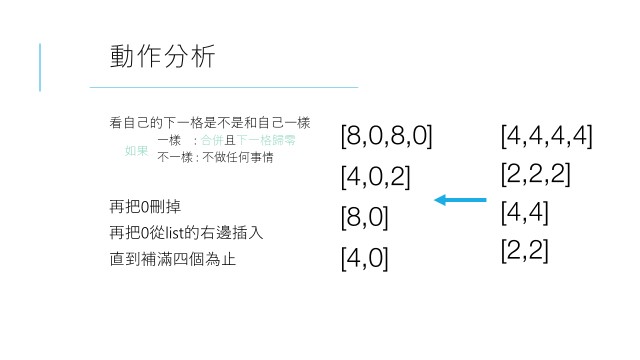 動作分析
看自己的下一格是不是和自己一樣
如果
一樣 : 合併且下一格歸零
不一樣 : 不做任何事情
再把0刪掉
再把0從list的右邊插入
直到補滿四個為止
[8,0,8,0]
[4,0,2]
[8,0]
[4,0]
[4,4,4,4]
[2,2,2]
[4,4]
[2,2]